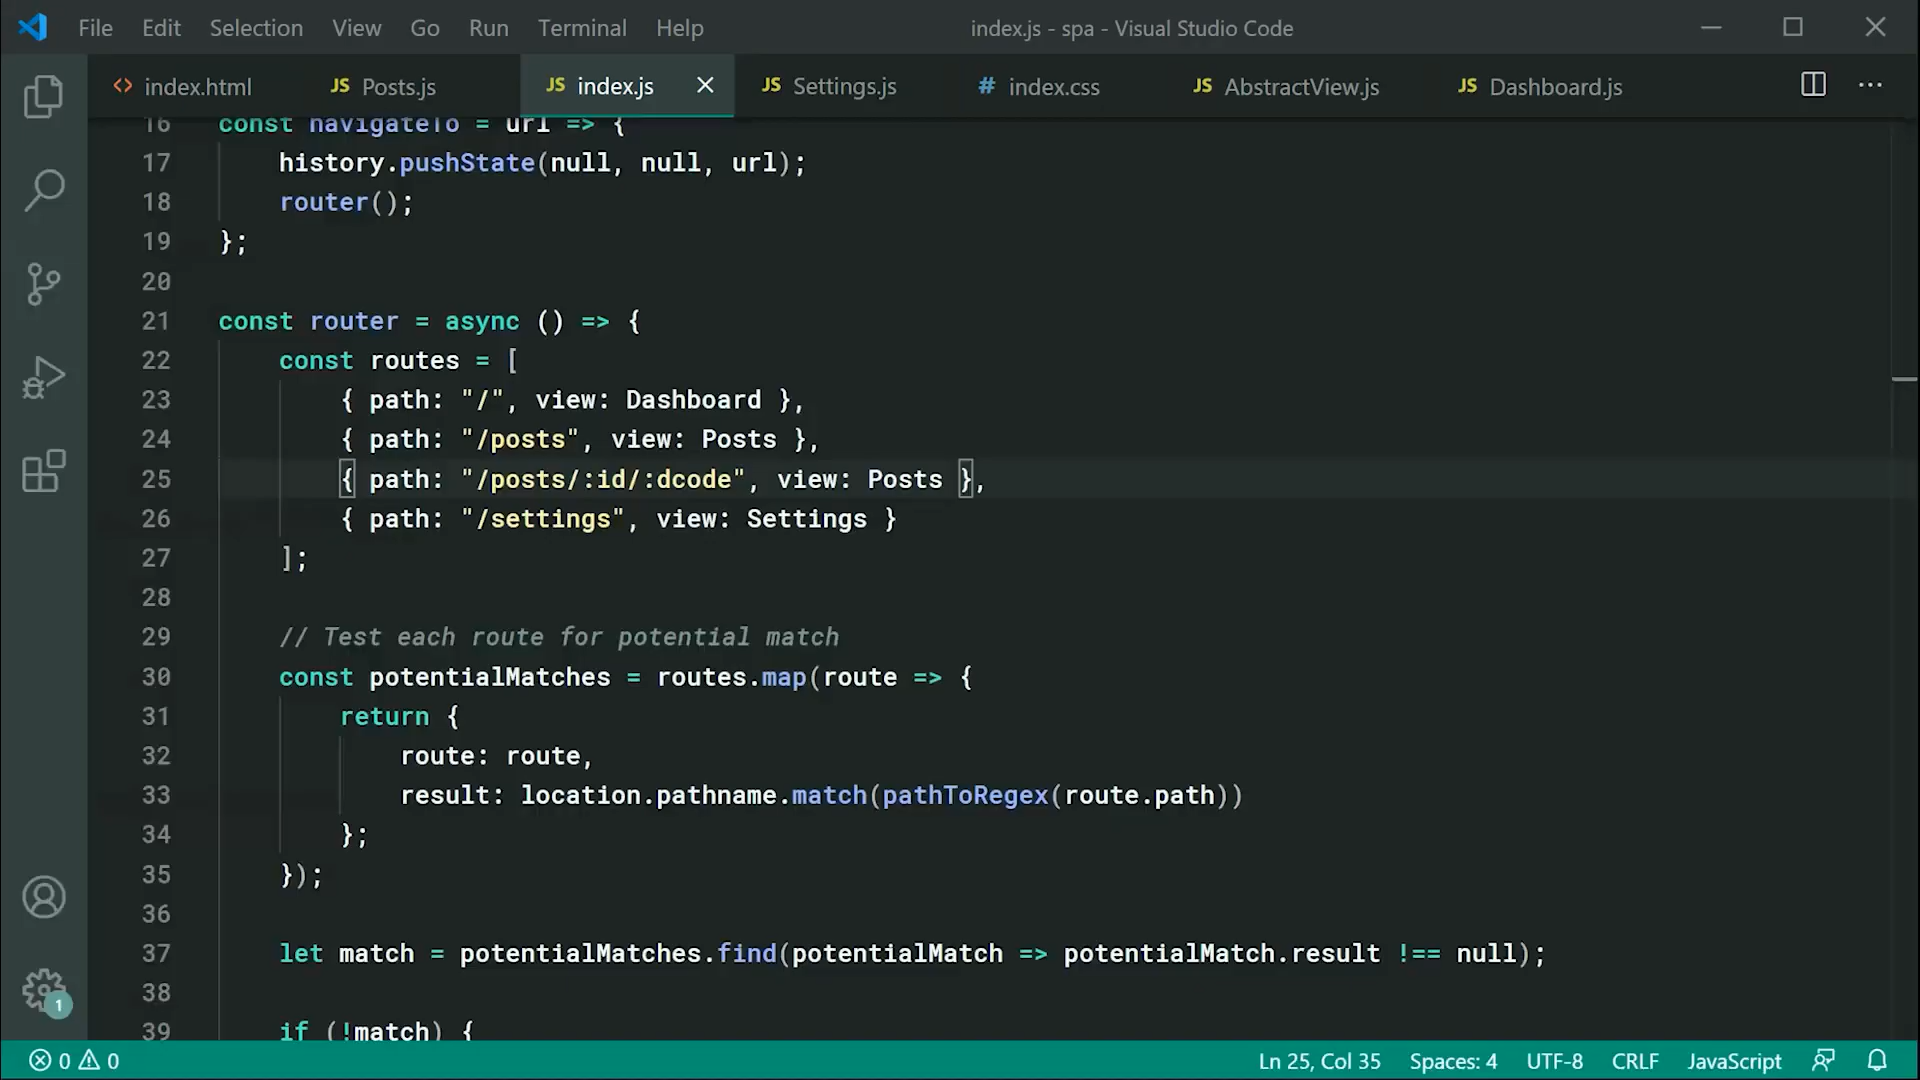 File Edit Selection View Go Run Terminal Help index.js - spa - Visual Studio Code
<> index.html JS Posts.js JS index.js JS Settings.js # index.css JS AbstractView.js JS Dashboard.js
16 const navigateTo = url => {
17 history.pushState(null, null, url);
18 router();
19 };
20
21 const router = async () => {
22 const routes = [
23 { path: "/", view: Dashboard },
24 { path: "/posts", view: Posts },
25 { path: "/posts/:id/:dcode", view: Posts },
26 { path: "/settings", view: Settings }
27 ];
28
29 // Test each route for potential match
30 const potentialMatches = routes.map(route => {
31 return {
32 route: route,
33 result: location.pathname.match(pathToRegex(route.path))
34 };
35 });
36
37 let match = potentialMatches.find(potentialMatch => potentialMatch.result !== null);
38
39 if (!match) {
1
0 0 Ln 25, Col 35 Spaces: 4 UTF-8 CRLF JavaScript